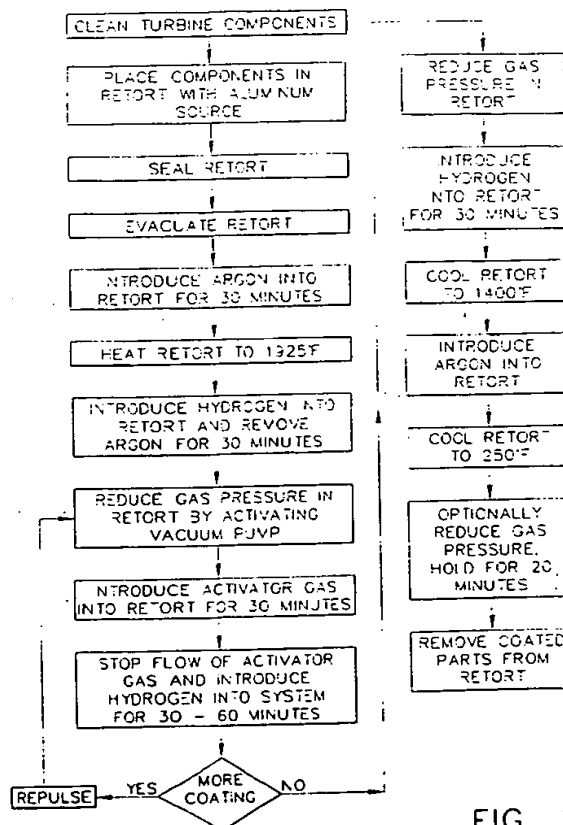 CLEAN TURBINE COMPONENTS
PLACE COMPONENTS IN
RETORT WITH ALUMINUM
SOURCE
SEAL RETORT
EVACUATE RETORT
INTRODUCE ARGON INTO
RETORT FOR 30 MINUTES
HEAT RETORT TO 1925°F
INTRODUCE HYDROGEN INTO
RETORT AND REMOVE
ARGON FOR 30 MINUTES
REDUCE GAS PRESSURE IN
RETORT BY ACTIVATING
VACUUM PUMP
INTRODUCE ACTIVATOR GAS
INTO RETORT FOR 30 MINUTES
STOP FLOW OF ACTIVATOR
GAS AND INTRODUCE
HYDROGEN INTO SYSTEM
FOR 30 - 60 MINUTES
MORE
COATING
YES
NO
REPULSE
REDUCE GAS
PRESSURE IN
RETORT
INTRODUCE
HYDROGEN
INTO RETORT
FOR 30 MINUTES
COOL RETORT
TO 1400°F
INTRODUCE
ARGON INTO
RETORT
COOL RETORT
TO 250°F
OPTIONALLY
REDUCE GAS
PRESSURE.
HOLD FOR 20
MINUTES
REMOVE COATED
PARTS FROM
RETORT
FIG